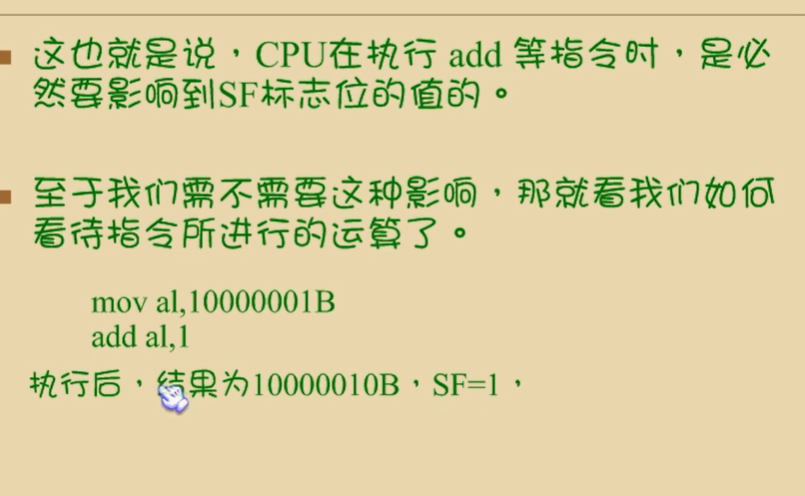 这也就是说，CPU在执行 add 等指令时，是必
然要影响到SF标志位的值的。
至于我们需不需要这种影响，那就看我们如何
看待指令所进行的运算了。
mov al,10000001B
add al,1
执行后，结果为10000010B，SF=1，